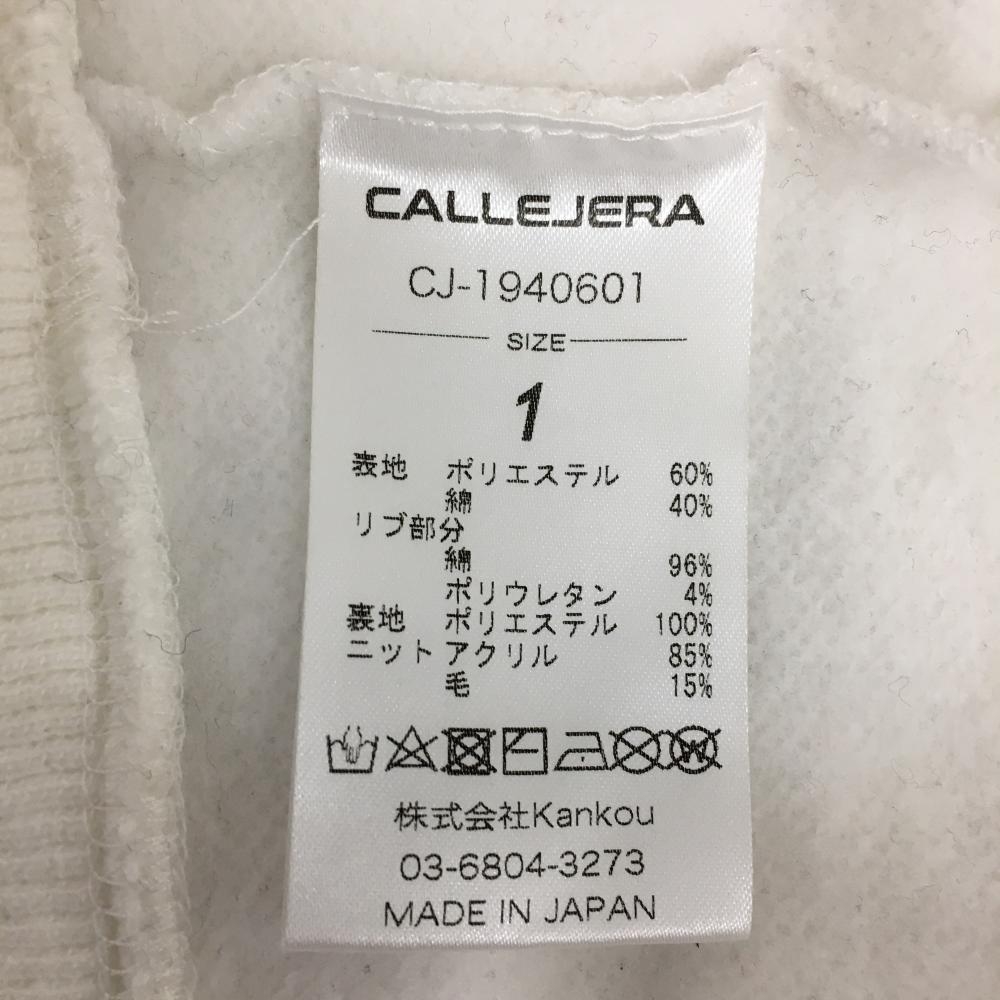 CALLEJERA
CJ-1940601
SIZE
1
表地 ポリエステル 60%
綿 40%
リブ部分
綿 96%
ポリウレタン 4%
裏地 ポリエステル 100%
ニット アクリル 85%
毛 15%
W
株式会社Kankou
03-6804-3273
MADE IN JAPAN